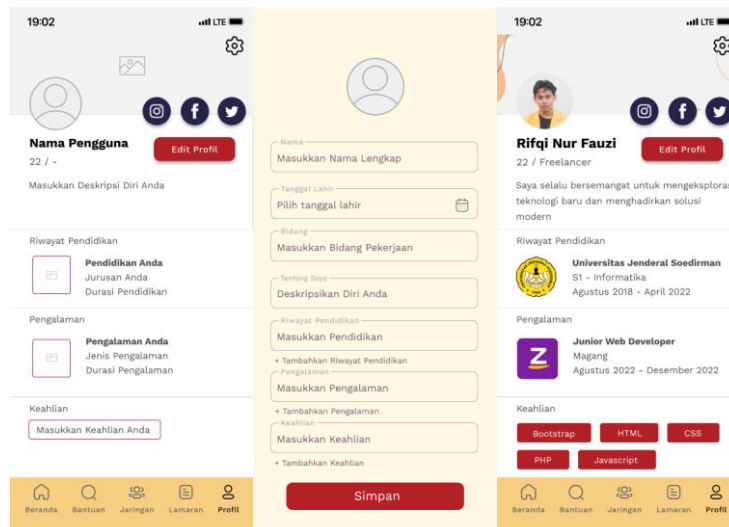 19:02
LTE
Nama Pengguna
22 / -
Edit Profil
Masukkan Deskripsi Diri Anda
Riwayat Pendidikan
Pendidikan Anda
Jurusan Anda
Durasi Pendidikan
Pengalaman
Pengalaman Anda
Jenis Pengalaman
Durasi Pengalaman
Keahlian
Masukkan Keahlian Anda
Beranda Bantuan Jaringan Lamaran Profil
Nama
Masukkan Nama Lengkap
Tanggal Lahir
Pilih tanggal lahir
Bidang
Masukkan Bidang Pekerjaan
Tentang Saya
Deskripsikan Diri Anda
Riwayat Pendidikan
Masukkan Pendidikan
+ Tambahkan Riwayat Pendidikan
Pengalaman
Masukkan Pengalaman
+ Tambahkan Pengalaman
Keahlian
Masukkan Keahlian
+ Tambahkan Keahlian
Simpan
19:02
LTE
Rifqi Nur Fauzi
22 / Freelancer
Edit Profil
Saya selalu bersemangat untuk mengeksploras
teknologi baru dan menghadirkan solusi
modern
Riwayat Pendidikan
Universitas Jenderal Soedirman
S1 - Informatika
Agustus 2018 - April 2022
Pengalaman
Z
Junior Web Developer
Magang
Agustus 2022 - Desember 2022
Keahlian
Bootstrap HTML CSS
PHP Javascript
Beranda Bantuan Jaringan Lamaran Profil